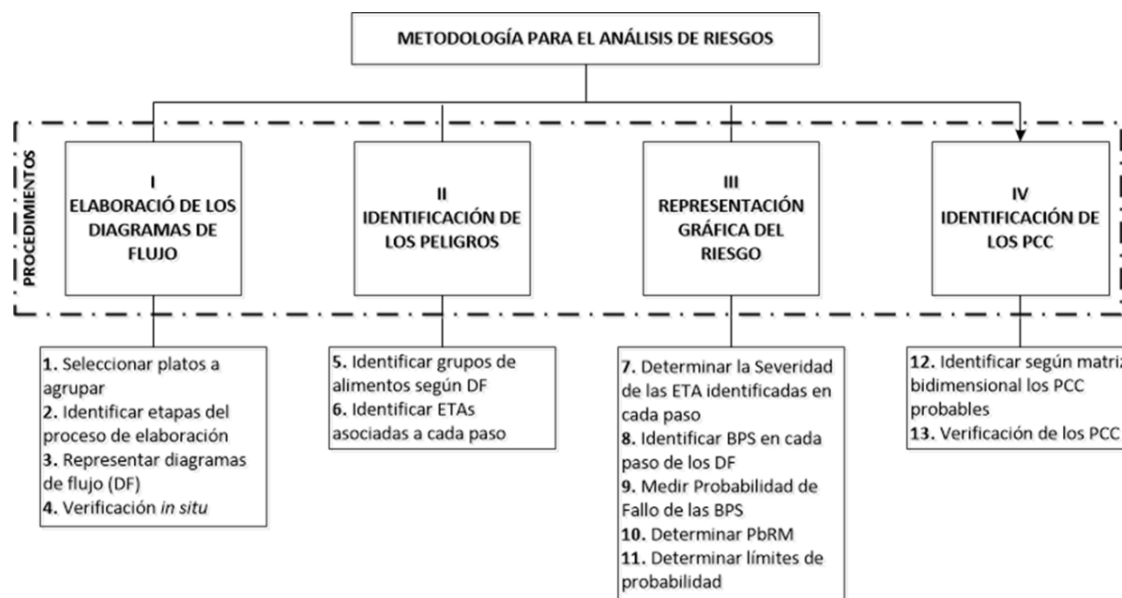 METODOLOGÍA PARA EL ANÁLISIS DE RIESGOS
PROCEDIMIENTOS
I
ELABORACIÓ DE LOS
DIAGRAMAS DE
FLUJO
II
IDENTIFICACIÓN DE
LOS PELIGROS
III
REPRESENTACIÓN
GRÁFICA DEL
RIESGO
IV
IDENTIFICACIÓN DE
LOS PCC
1. Seleccionar platos a
agrupar
2. Identificar etapas del
proceso de elaboración
3. Representar diagramas
de flujo (DF)
4. Verificación in situ
5. Identificar grupos de
alimentos según DF
6. Identificar ETAs
asociadas a cada paso
7. Determinar la Severidad
de las ETA identificadas en
cada paso
8. Identificar BPS en cada
paso de los DF
9. Medir Probabilidad de
Fallo de las BPS
10. Determinar PbRM
11. Determinar límites de
probabilidad
12. Identificar según matriz
bidimensional los PCC
probables
13. Verificación de los PCC